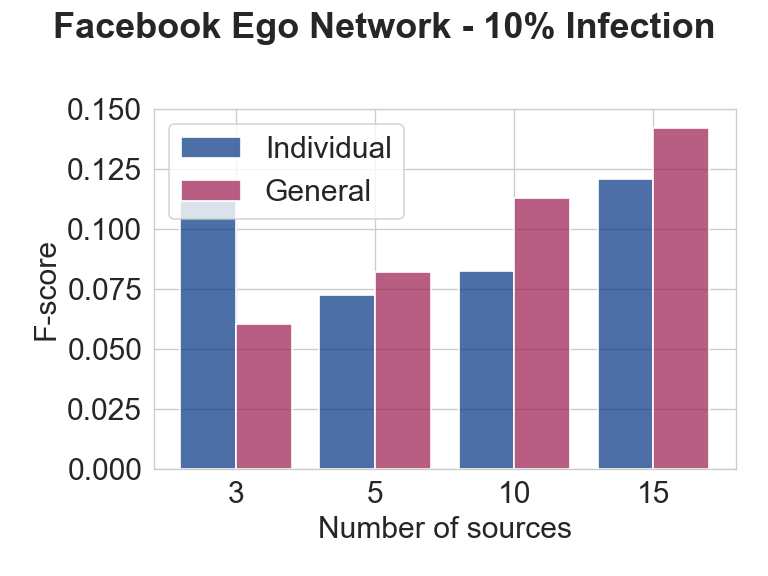 Facebook Ego Network - 10% Infection
0.150
0.125
0.100
0.075
0.050
0.025
0.000
F-score
Individual
General
3 5 10 15
Number of sources